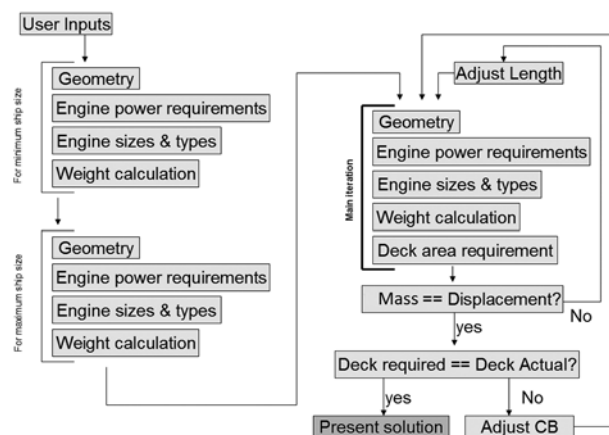 User Inputs
For minimum ship size
Geometry
Engine power requirements
Engine sizes & types
Weight calculation
For maximum ship size
Geometry
Engine power requirements
Engine sizes & types
Weight calculation
Adjust Length
Main iteration
Geometry
Engine power requirements
Engine sizes & types
Weight calculation
Deck area requirement
Mass == Displacement?
yes
No
Deck required == Deck Actual?
yes
No
Present solution
Adjust CB